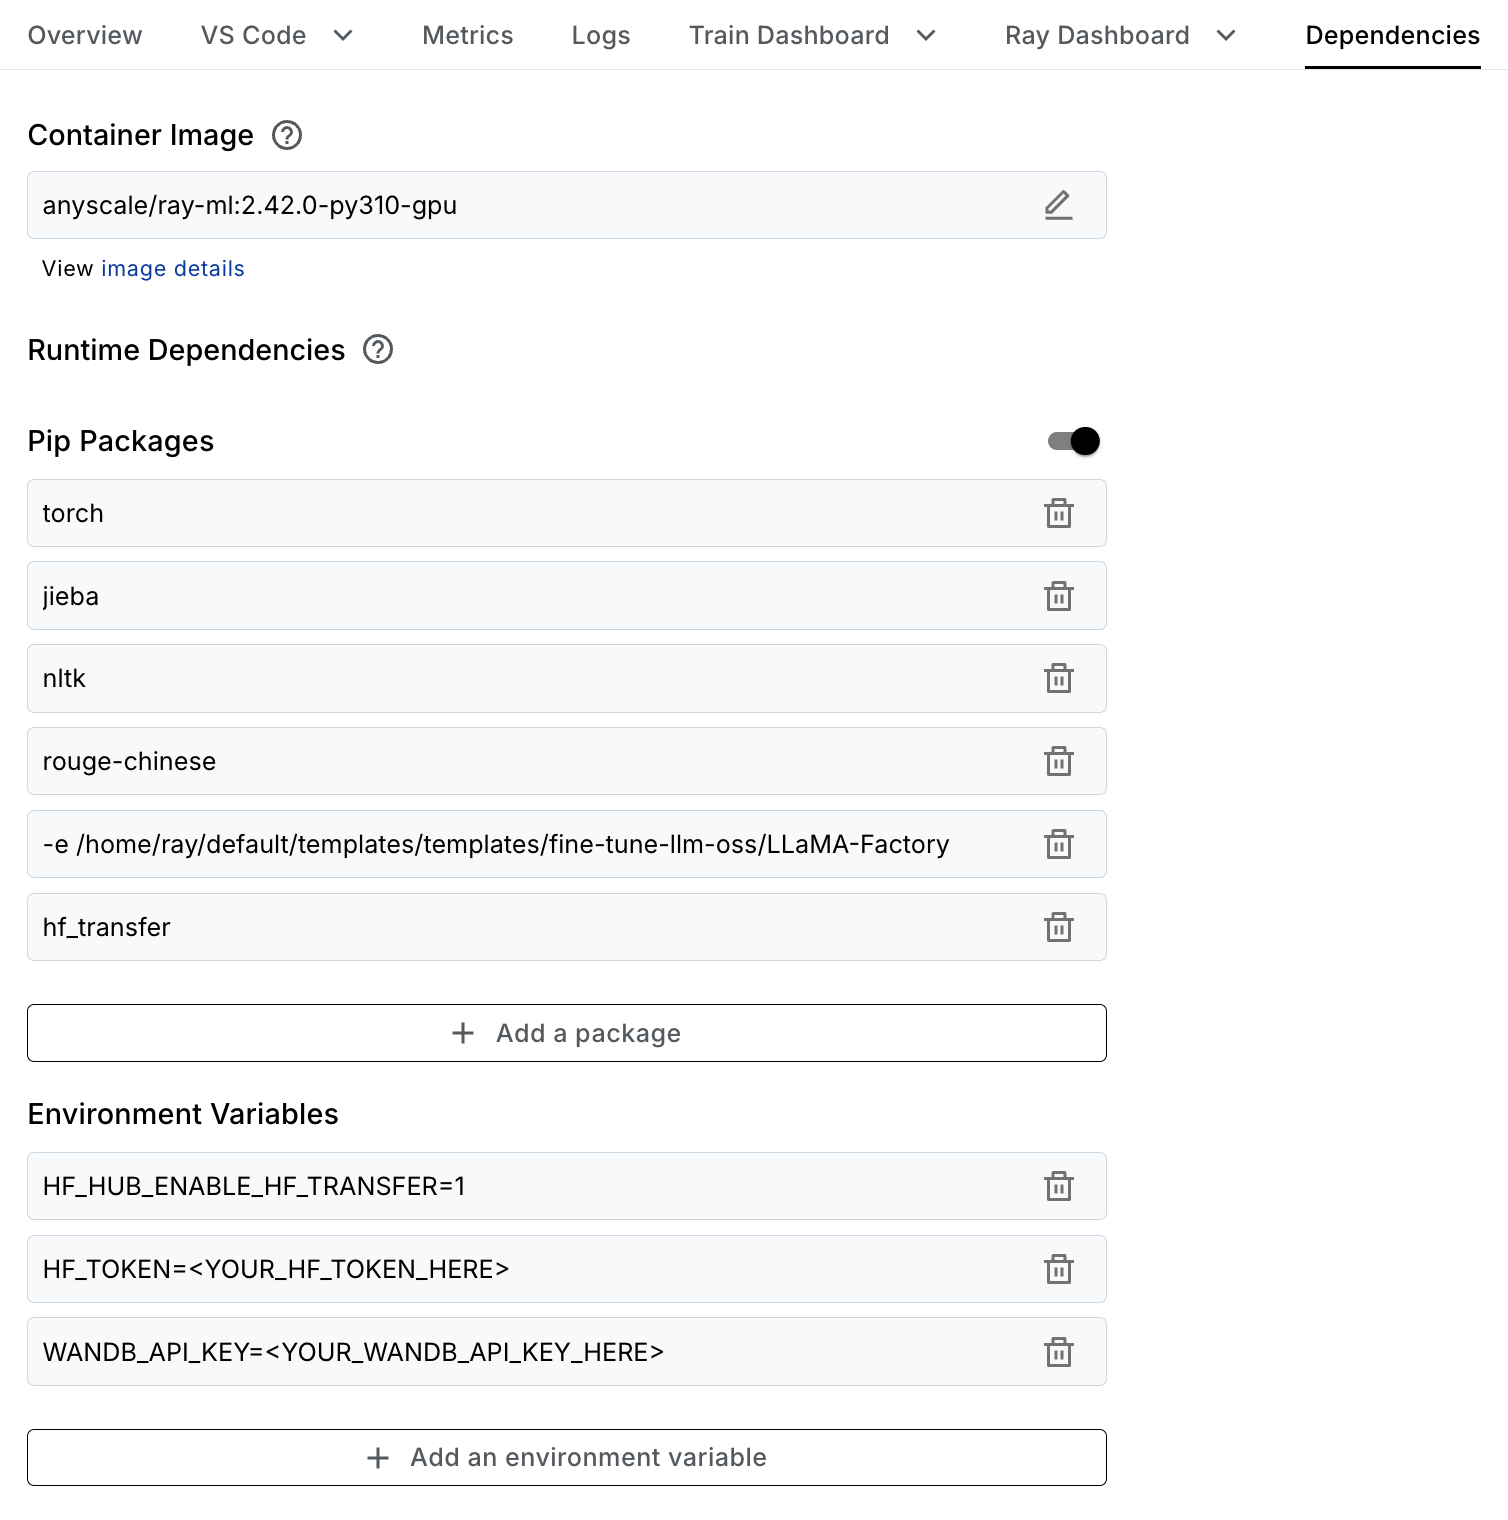 Overview VS Code Metrics Logs Train Dashboard Ray Dashboard Dependencies
Container Image
anyscale/ray-ml:2.42.0-py310-gpu
View image details
Runtime Dependencies
Pip Packages
torch
jieba
nltk
rouge-chinese
-e /home/ray/default/templates/templates/fine-tune-llm-oss/LLaMA-Factory
hf_transfer
+ Add a package
Environment Variables
HF_HUB_ENABLE_HF_TRANSFER=1
HF_TOKEN=<YOUR_HF_TOKEN_HERE>
WANDB_API_KEY=<YOUR_WANDB_API_KEY_HERE>
+ Add an environment variable